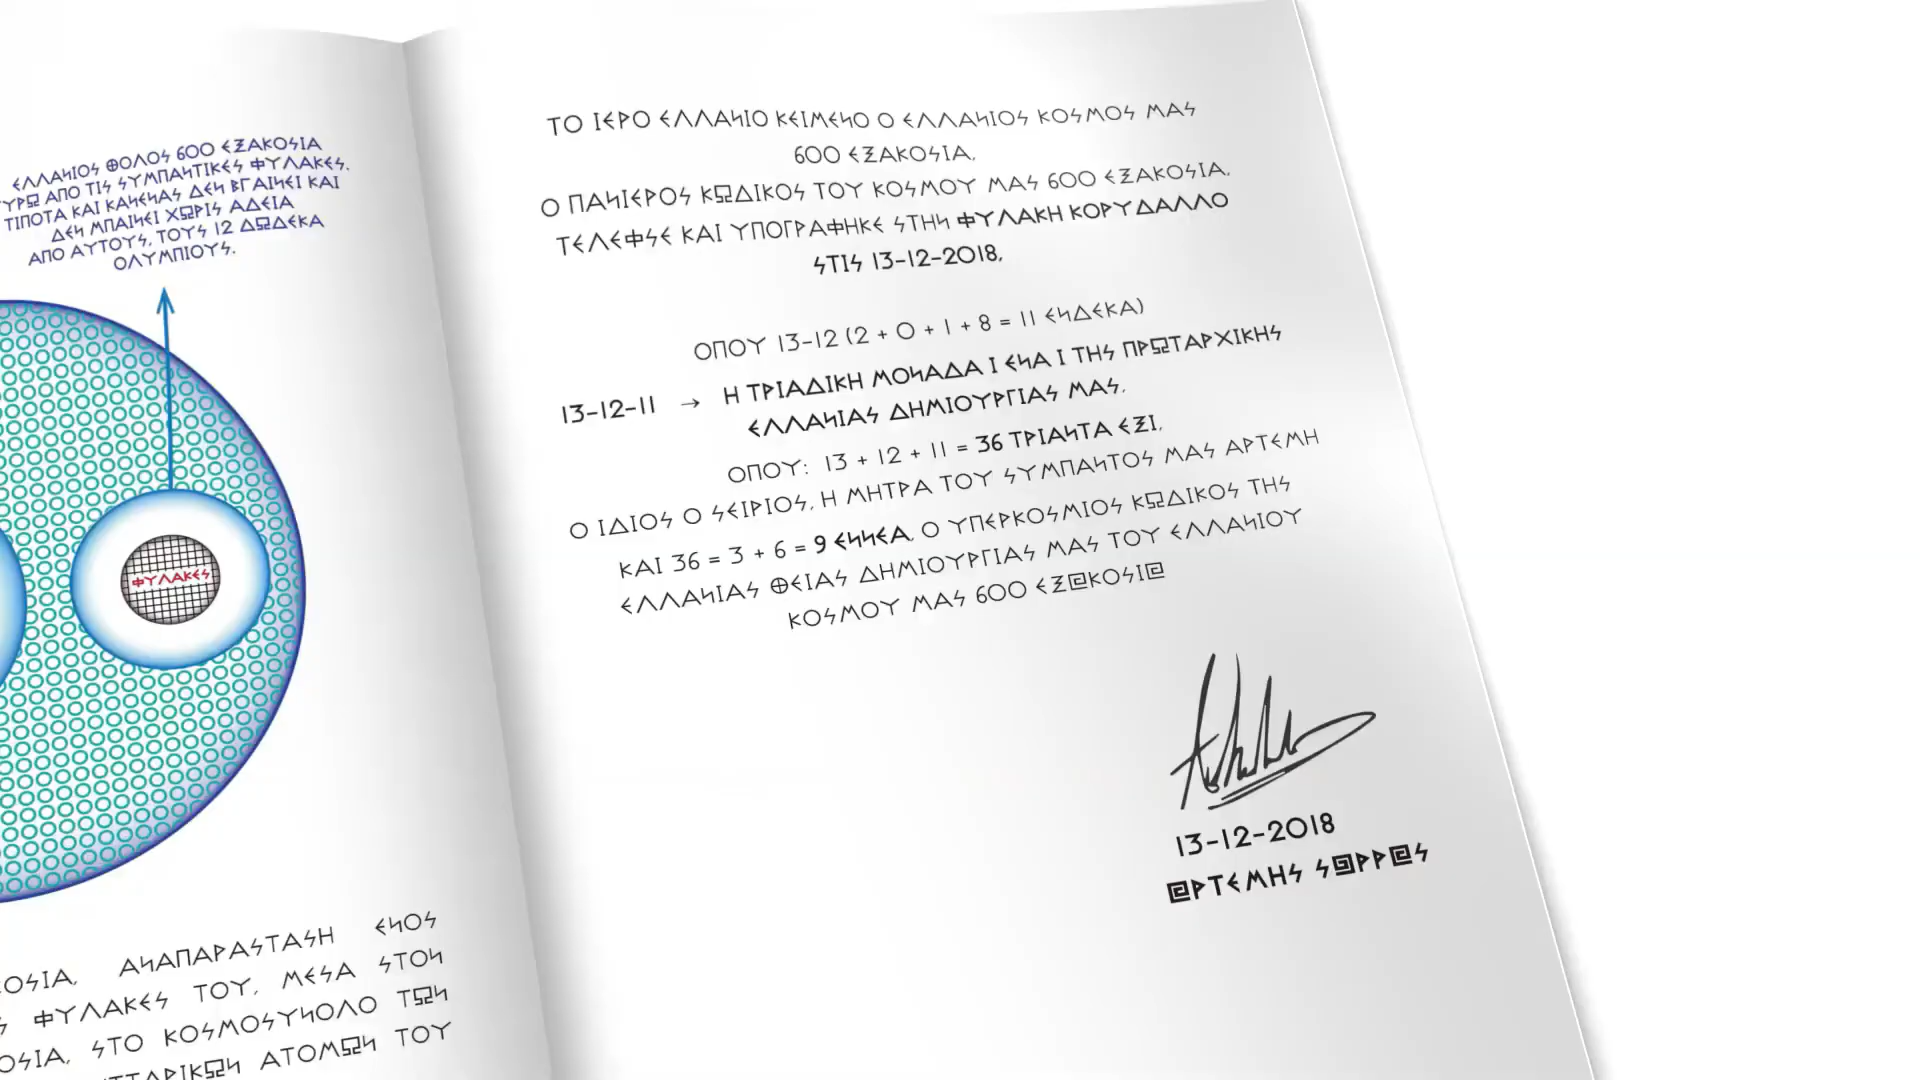 ΕΛΛΑΝΙΟΣ ΘΟΛΟΣ 600 ΕΞΑΚΟΣΙΑ
ΓΥΡΩ ΑΠΟ ΤΙΣ ΣΥΜΠΑΝΤΙΚΕΣ ΦΥΛΑΚΕΣ.
ΤΙΠΟΤΑ ΚΑΙ ΚΑΝΕΝΑΣ ΔΕΝ ΒΓΑΙΝΕΙ ΚΑΙ
ΔΕΝ ΜΠΑΙΝΕΙ ΧΩΡΙΣ ΑΔΕΙΑ
ΑΠΟ ΑΥΤΟΥΣ, ΤΟΥΣ 12 ΔΩΔΕΚΑ
ΟΛΥΜΠΙΟΥΣ.
ΦΥΛΑΚΕΣ
ΑΝΑΠΑΡΑΣΤΑΣΗ ΕΝΟΣ
ΦΥΛΑΚΕΣ ΤΟΥ, ΜΕΣΑ ΣΤΟΝ
ΣΤΟ ΚΟΣΜΟΣΥΝΟΛΟ ΤΩΝ
ΑΤΟΜΩΝ ΤΟΥ
ΤΟ ΙΕΡΟ ΕΛΛΑΝΙΟ ΚΕΙΜΕΝΟ Ο ΕΛΛΑΝΙΟΣ ΚΟΣΜΟΣ ΜΑΣ
600 ΕΞΑΚΟΣΙΑ,
Ο ΠΑΝΙΕΡΟΣ ΚΩΔΙΚΟΣ ΤΟΥ ΚΟΣΜΟΥ ΜΑΣ 600 ΕΞΑΚΟΣΙΑ,
ΤΕΛΕΦΣΕ ΚΑΙ ΥΠΟΓΡΑΦΗΚΕ ΣΤΗΝ ΦΥΛΑΚΗ ΚΟΡΥΔΑΛΛΟ
ΣΤΙΣ 13-12-2018,
ΟΠΟΥ 13-12 (2 + 0 + 1 + 8 = 11 ΕΝΔΕΚΑ)
13-12-11 → Η ΤΡΙΑΔΙΚΗ ΜΟΝΑΔΑ Ι ΕΝΑ Ι ΤΗΣ ΠΡΩΤΑΡΧΙΚΗΣ
ΕΛΛΑΝΙΑΣ ΔΗΜΙΟΥΡΓΙΑΣ ΜΑΣ,
ΟΠΟΥ: 13 + 12 + 11 = 36 ΤΡΙΑΝΤΑ ΕΞΙ,
Ο ΙΔΙΟΣ Ο ΣΕΙΡΙΟΣ, Η ΜΗΤΡΑ ΤΟΥ ΣΥΜΠΑΝΤΟΣ ΜΑΣ ΑΡΤΕΜΗ
ΚΑΙ 36 = 3 + 6 = 9 ΕΝΝΕΑ, Ο ΥΠΕΡΚΟΣΜΙΟΣ ΚΩΔΙΚΟΣ ΤΗΣ
ΕΛΛΑΝΙΑΣ ΘΕΙΑΣ ΔΗΜΙΟΥΡΓΙΑΣ ΜΑΣ ΤΟΥ ΕΛΛΑΝΙΟΥ
ΚΟΣΜΟΥ ΜΑΣ 600 ΕΞΑΚΟΣΙΑ
13-12-2018
ΑΡΤΕΜΗΣ ΣΩΡΡΑΣ